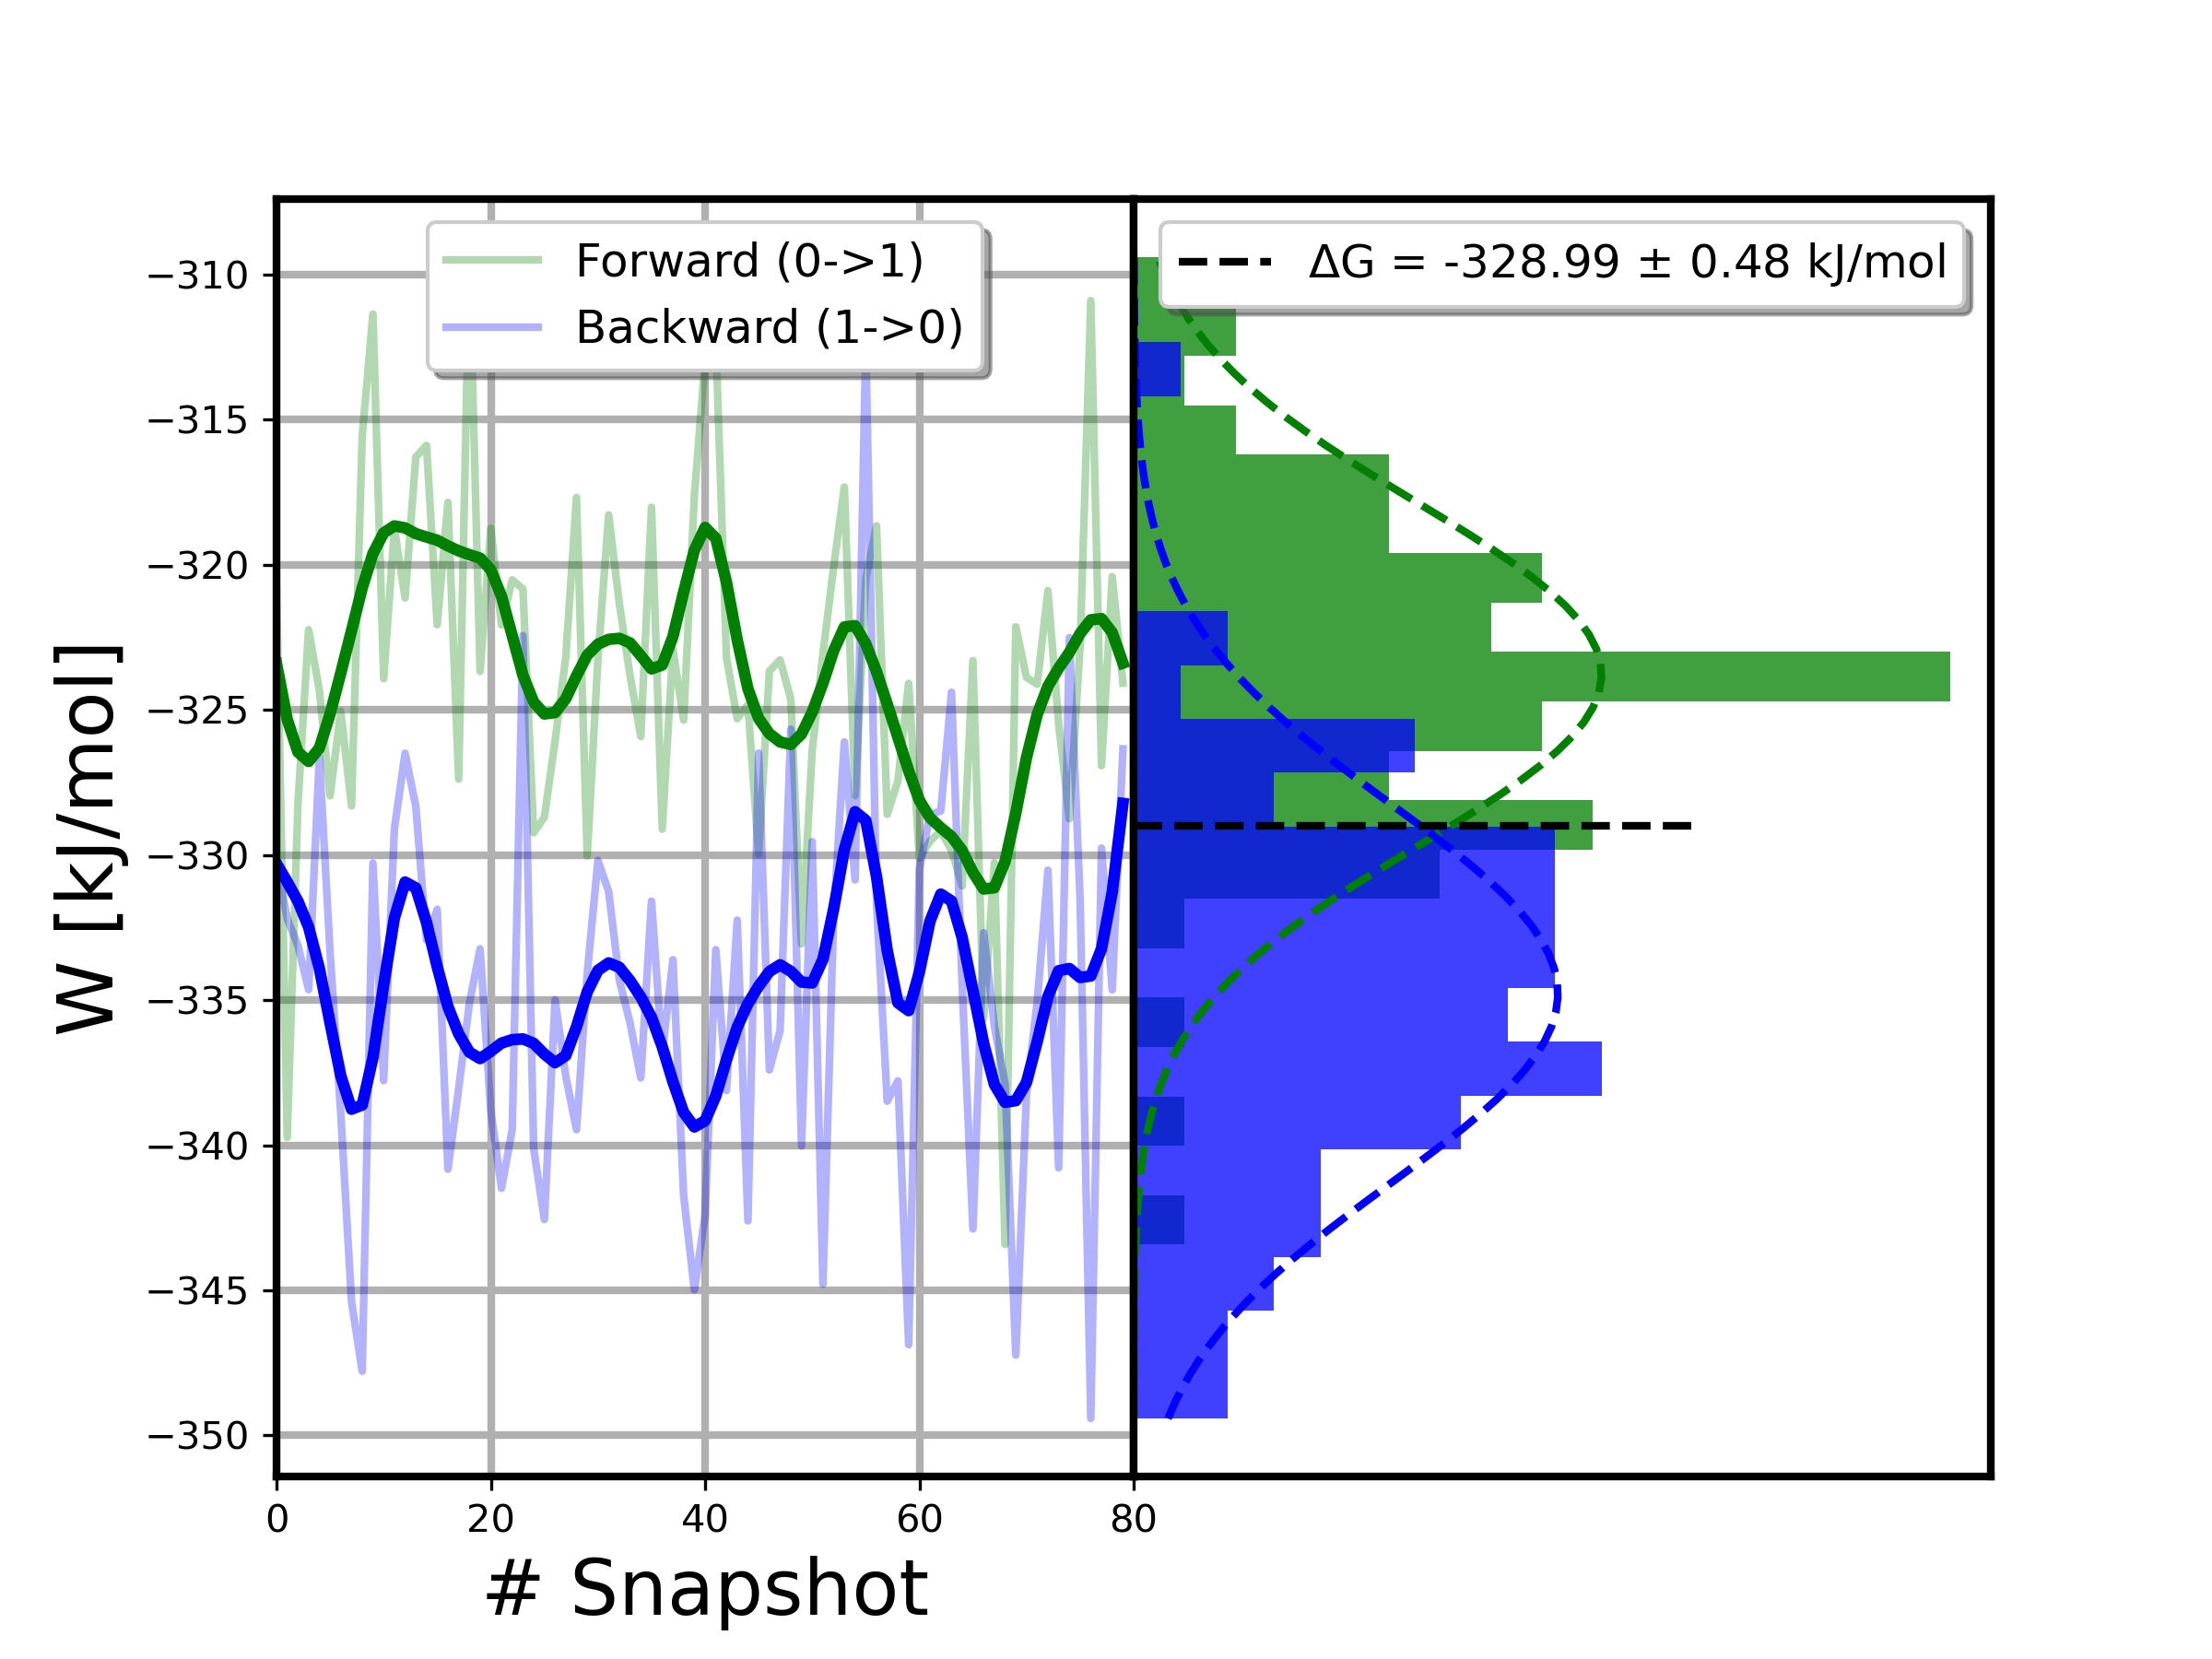 Forward (0->1)
Backward (1->0)
ΔG = -328.99 ± 0.48 kJ/mol
W [kJ/mol]
−310
−315
−320
−325
−330
−335
−340
−345
−350
0 20 40 60 80
# Snapshot